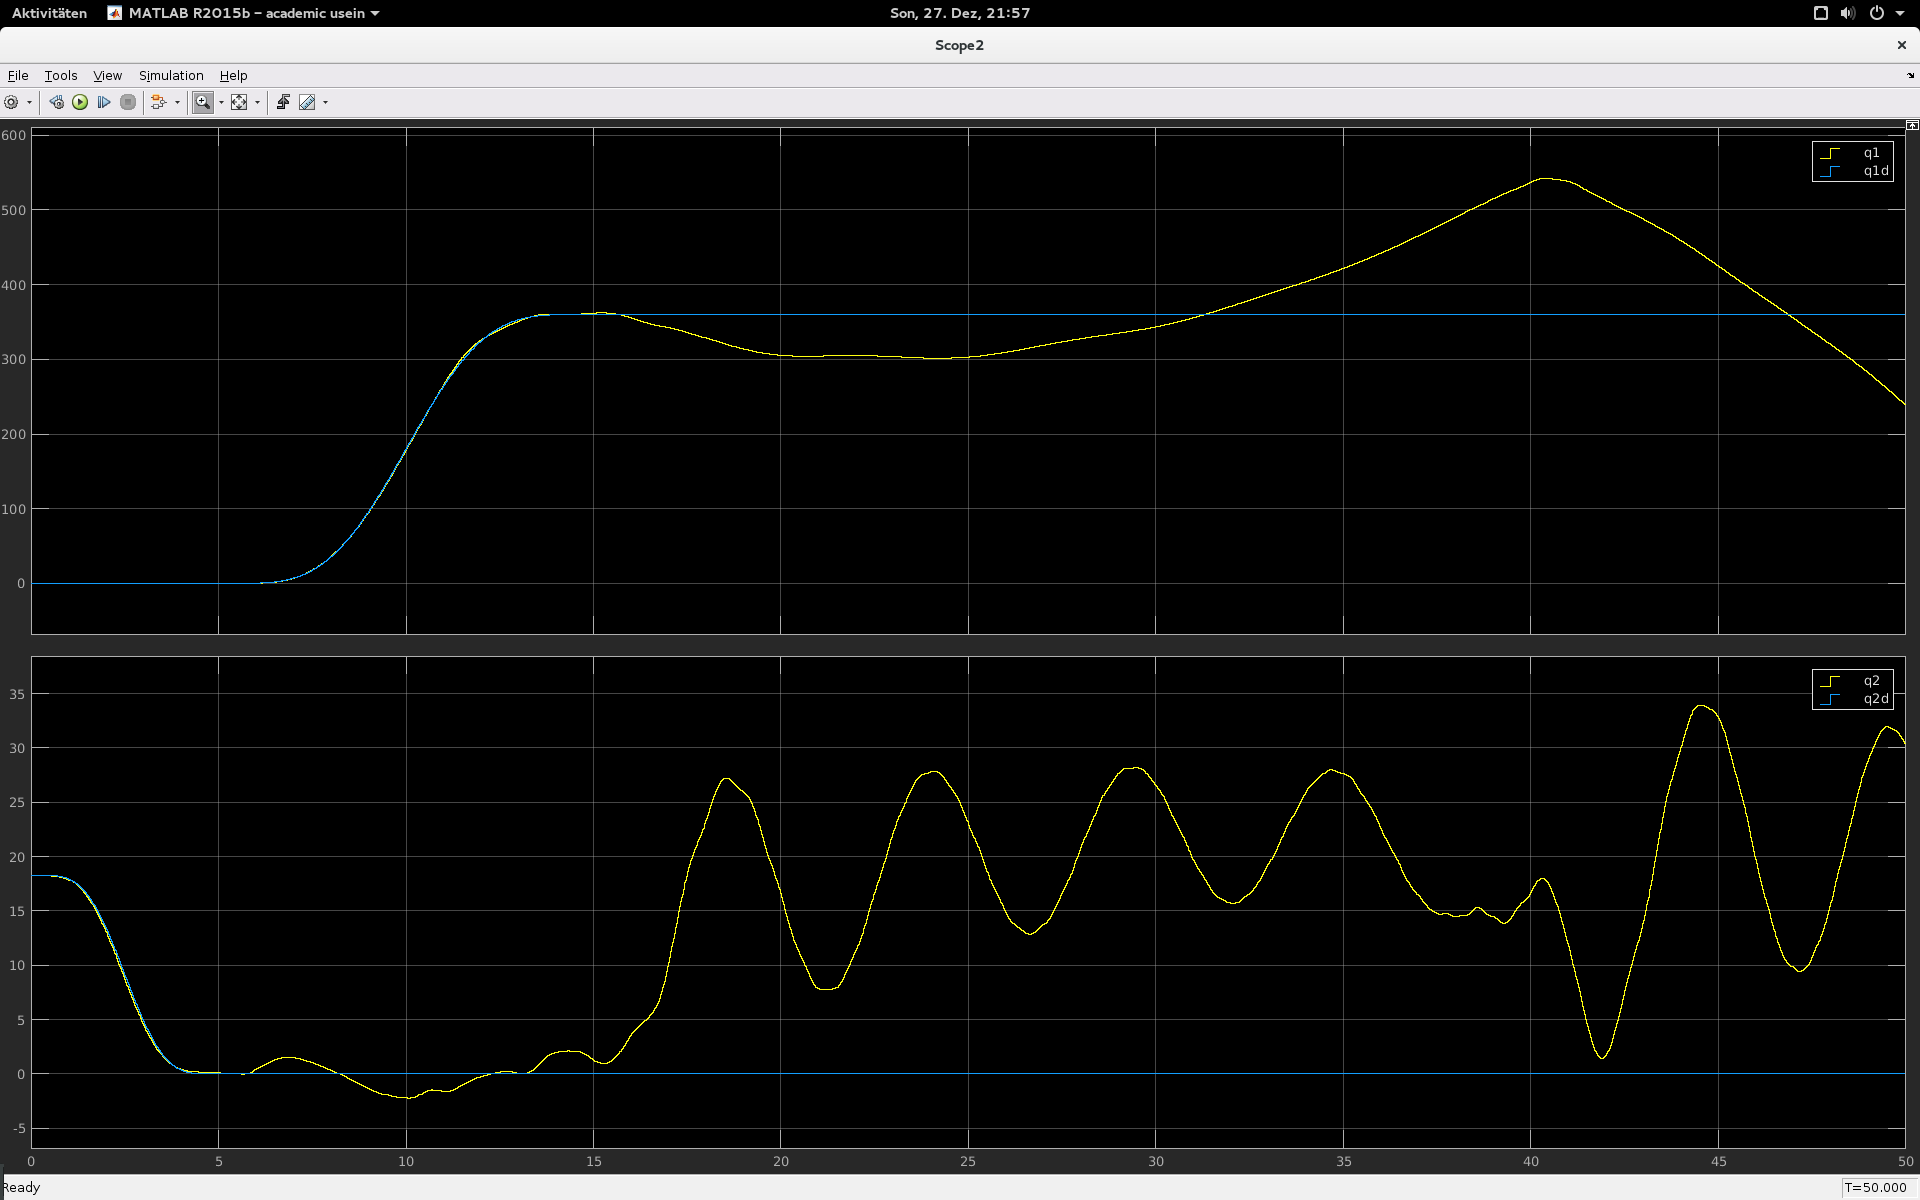 Aktivitäten MATLAB R2015b – academic usein Son, 27. Dez, 21:57
Scope2
File Tools View Simulation Help
600
500
400
300
200
100
0
q1
q1d
35
30
25
20
15
10
5
0
-5
q2
q2d
0 5 10 15 20 25 30 35 40 45 50
Ready T=50.000